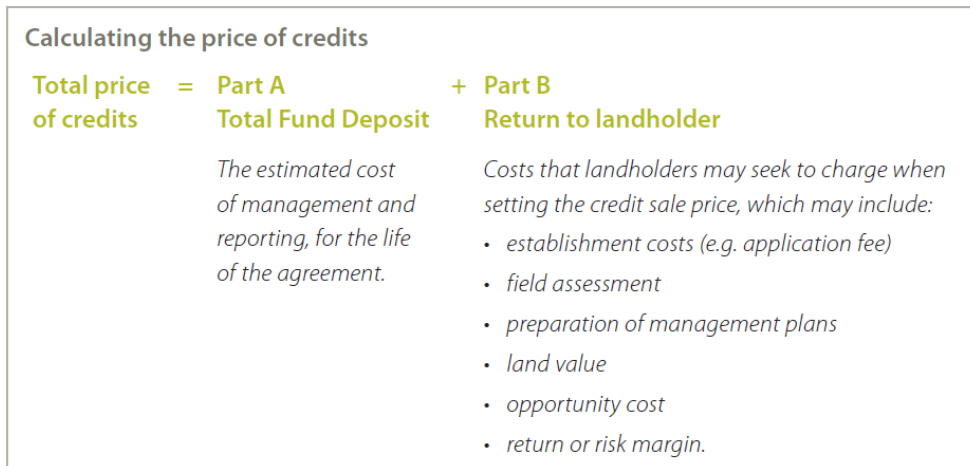 Calculating the price of credits
Total price of credits
=
Part A
Total Fund Deposit
The estimated cost
of management and
reporting, for the life
of the agreement.
+
Part B
Return to landholder
Costs that landholders may seek to charge when
setting the credit sale price, which may include:
• establishment costs (e.g. application fee)
• field assessment
• preparation of management plans
• land value
• opportunity cost
• return or risk margin.